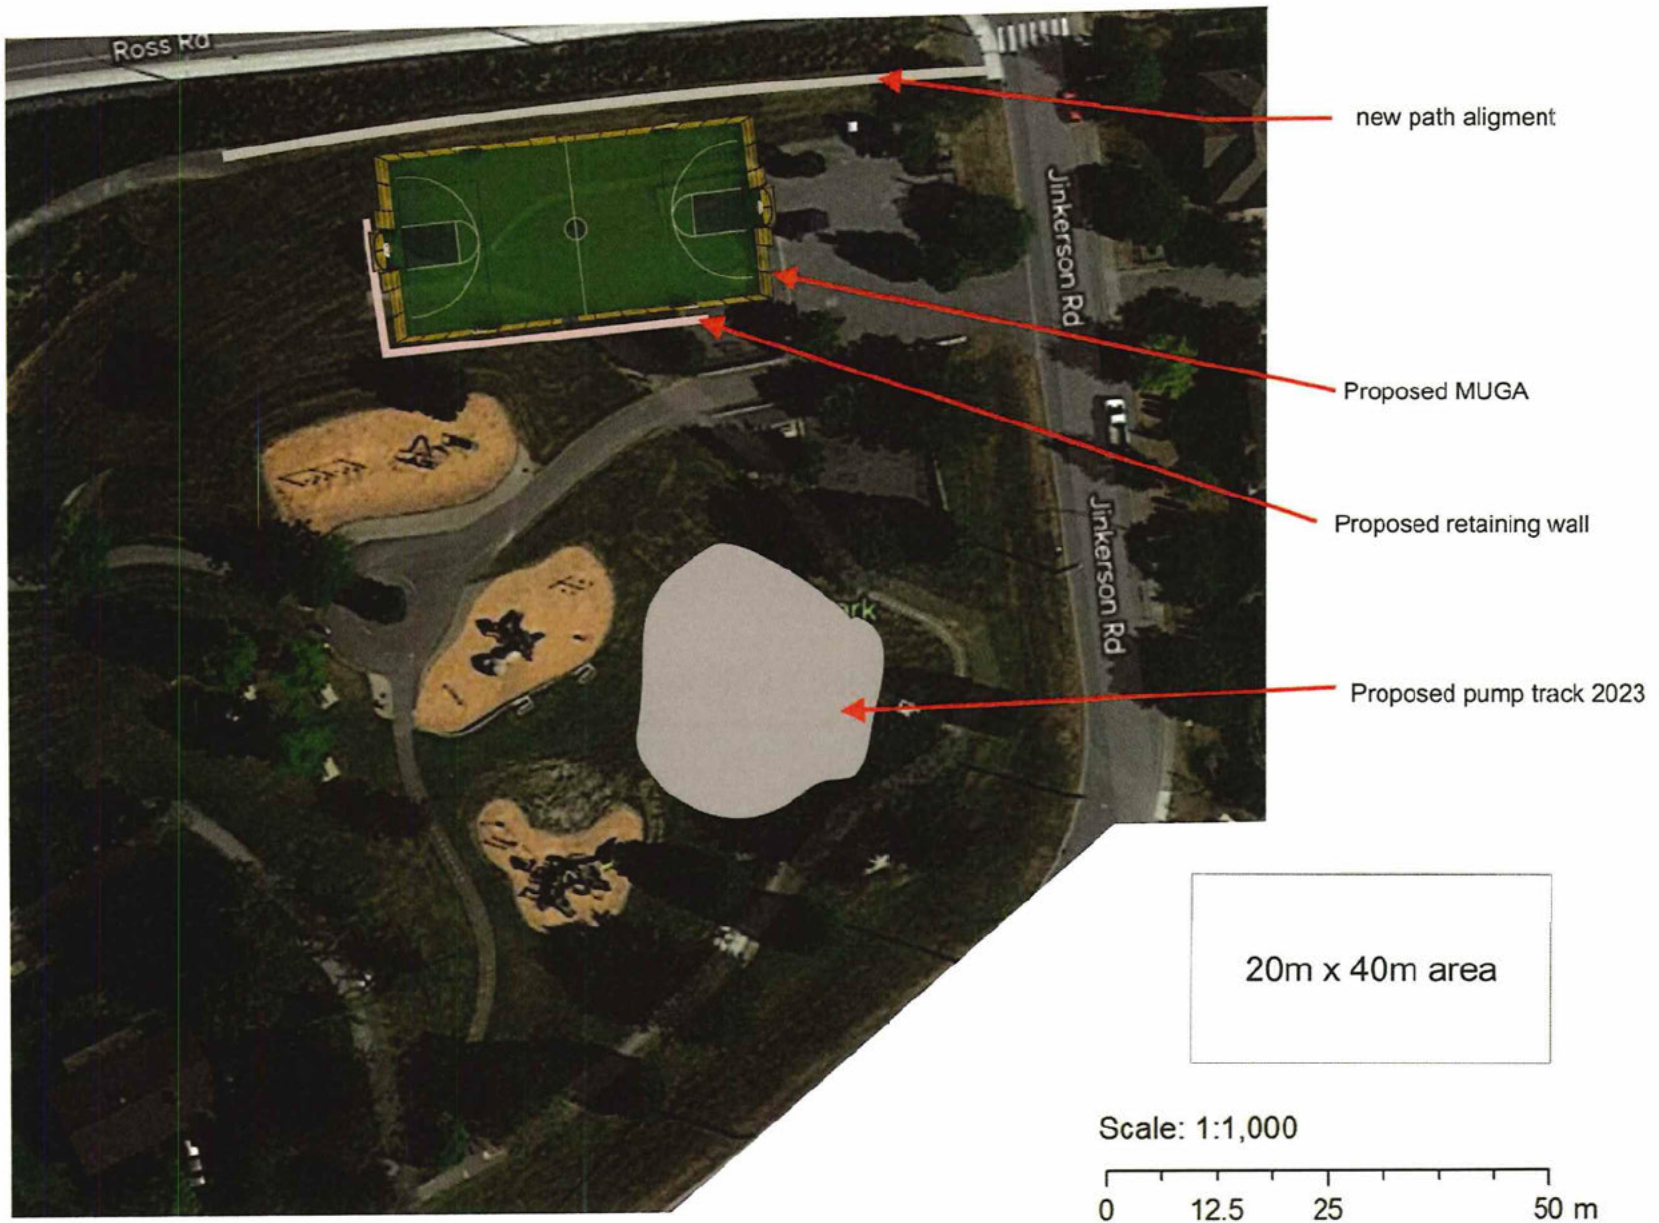 Ross Rd
new path aligment
Jinkerson Rd
Proposed MUGA
Proposed retaining wall
Jinkerson Rd
ark
Proposed pump track 2023
20m x 40m area
Scale: 1:1,000
0 12.5 25 50 m